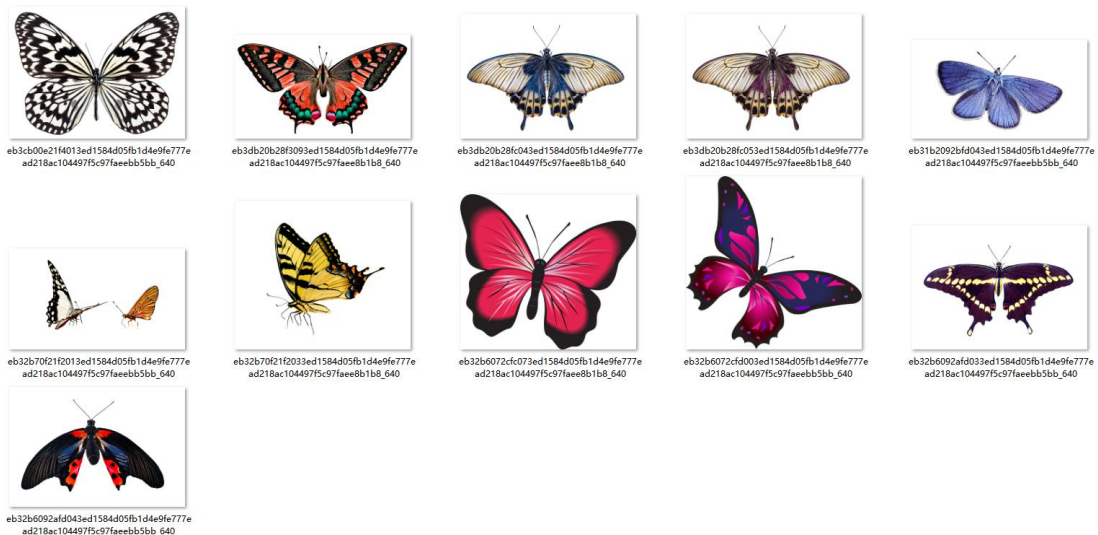 eb3cb00e21f4013ed1584d05fb1d4e9fe777e
ad218ac104497f5c97faeebb5bb_640
eb3db20b28f3093ed1584d05fb1d4e9fe777e
ad218ac104497f5c97faee8b1b8_640
eb3db20b28fc043ed1584d05fb1d4e9fe777e
ad218ac104497f5c97faee8b1b8_640
eb3db20b28fc053ed1584d05fb1d4e9fe777e
ad218ac104497f5c97faee8b1b8_640
eb31b2092bfd043ed1584d05fb1d4e9fe777e
ad218ac104497f5c97faeebb5bb_640
eb32b70f21f2013ed1584d05fb1d4e9fe777e
ad218ac104497f5c97faeebb5bb_640
eb32b70f21f2033ed1584d05fb1d4e9fe777e
ad218ac104497f5c97faee8b1b8_640
eb32b6072cfc073ed1584d05fb1d4e9fe777e
ad218ac104497f5c97faee8b1b8_640
eb32b6072cfd003ed1584d05fb1d4e9fe777e
ad218ac104497f5c97faeebb5bb_640
eb32b6092afd033ed1584d05fb1d4e9fe777e
ad218ac104497f5c97faeebb5bb_640
eb32b6092afd043ed1584d05fb1d4e9fe777e
ad218ac104497f5c97faeebb5bb_640